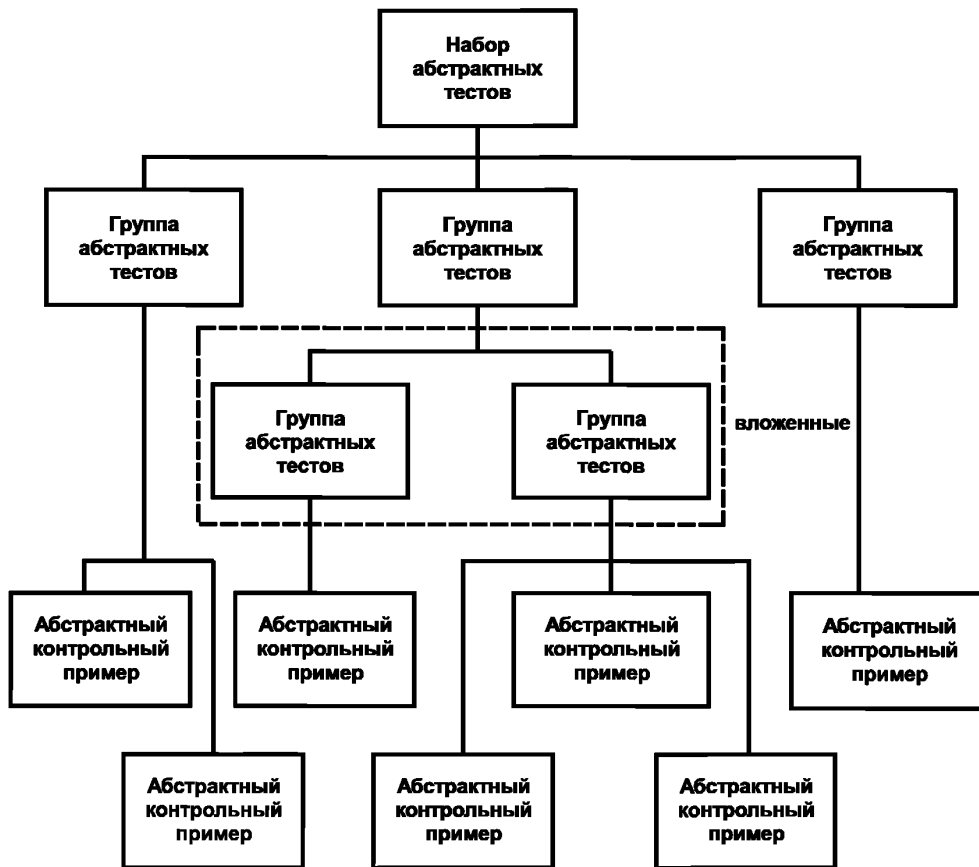 Набор
абстрактных
тестов
Группа
абстрактных
тестов
Группа
абстрактных
тестов
Группа
абстрактных
тестов
Группа
абстрактных
тестов
Группа
абстрактных
тестов
вложенные
Абстрактный
контрольный
пример
Абстрактный
контрольный
пример
Абстрактный
контрольный
пример
Абстрактный
контрольный
пример
Абстрактный
контрольный
пример
Абстрактный
контрольный
пример
Абстрактный
контрольный
пример